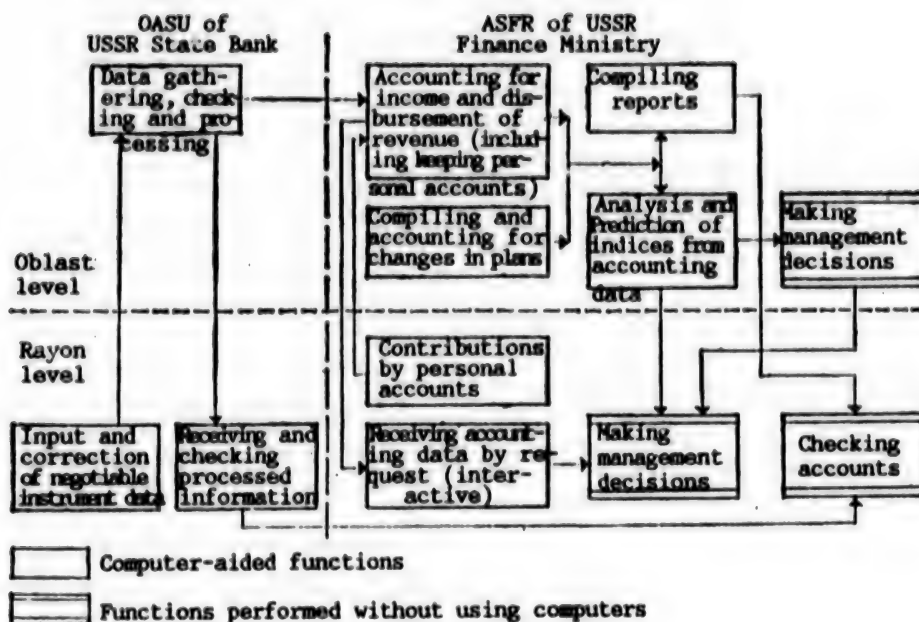 OASU of
USSR State Bank
ASFR of USSR
Finance Ministry
Data gath-
ering, check
ing and pro-
cessing
Accounting for
income and dis-
bursement of
revenue (includ
ing keeping per-
sonal accounts)
Compiling
reports
Compiling and
accounting for
changes in plans
Analysis and
Prediction of
indices from
accounting
data
Making
management
decisions
Oblast
level
Rayon
level
Contributions
by personal
accounts
Input and
correction
of negotiable
instrument data
Receiving and
checking
processed
information
Receiving account-
ing data by re
quest (inter-
active)
Making
management
decisions
Checking
accounts
Computer-aided functions
Functions performed without using computers